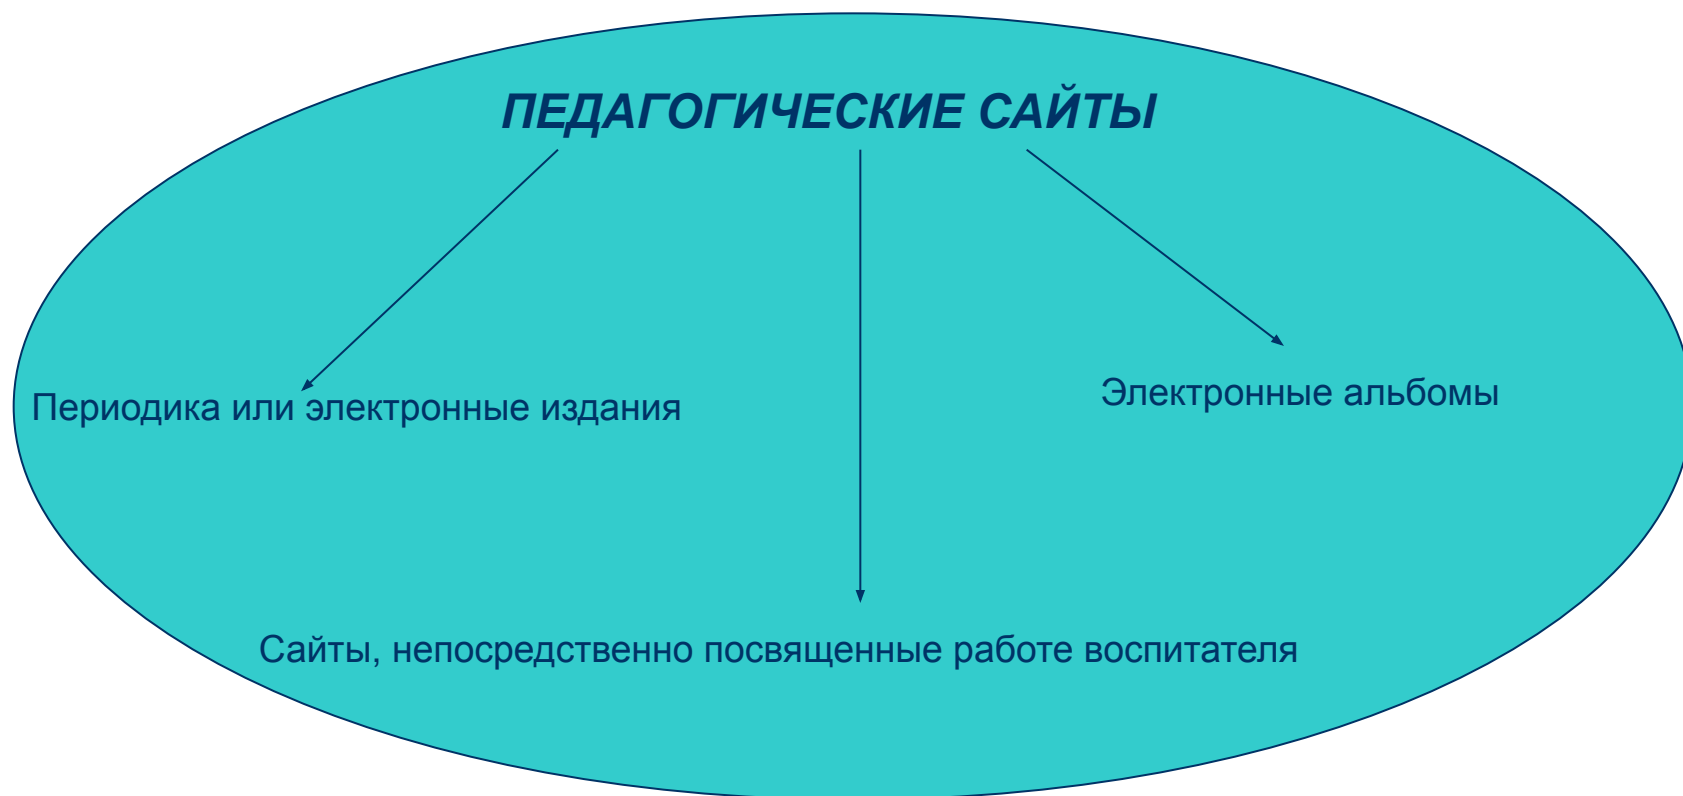 ПЕДАГОГИЧЕСКИЕ САЙТЫ
Периодика или электронные издания
Электронные альбомы
Сайты, непосредственно посвященные работе воспитателя